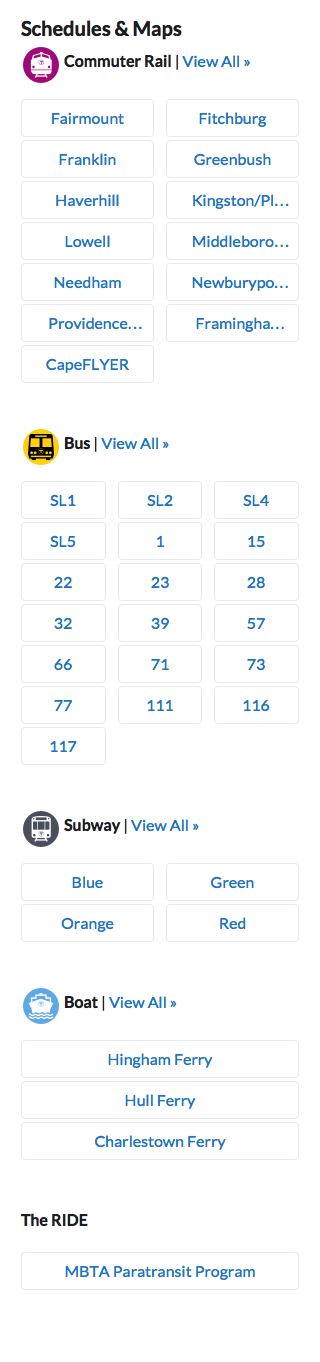 Schedules & Maps
Commuter Rail | View All »
Fairmount Fitchburg
Franklin Greenbush
Haverhill Kingston/Pl...
Lowell Middleboro...
Needham Newburypo...
Providence... Framingha...
CapeFLYER
Bus | View All »
SL1 SL2 SL4
SL5 1 15
22 23 28
32 39 57
66 71 73
77 111 116
117
Subway | View All »
Blue Green
Orange Red
Boat | View All »
Hingham Ferry
Hull Ferry
Charlestown Ferry
The RIDE
MBTA Paratransit Program